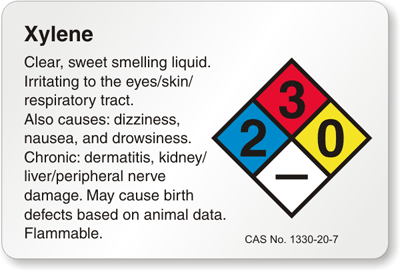 Xylene
Clear, sweet smelling liquid.
Irritating to the eyes/skin/
respiratory tract.
Also causes: dizziness,
nausea, and drowsiness.
Chronic: dermatitis, kidney/
liver/peripheral nerve
damage. May cause birth
defects based on animal data.
Flammable.
3
2 0
–
CAS No. 1330-20-7